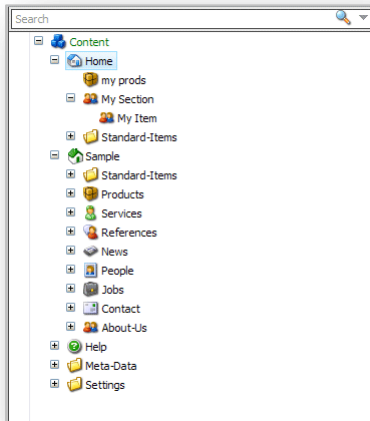 Search
Content
Home
my prods
My Section
My Item
Standard-Items
Sample
Standard-Items
Products
Services
References
News
People
Jobs
Contact
About-Us
Help
Meta-Data
Settings